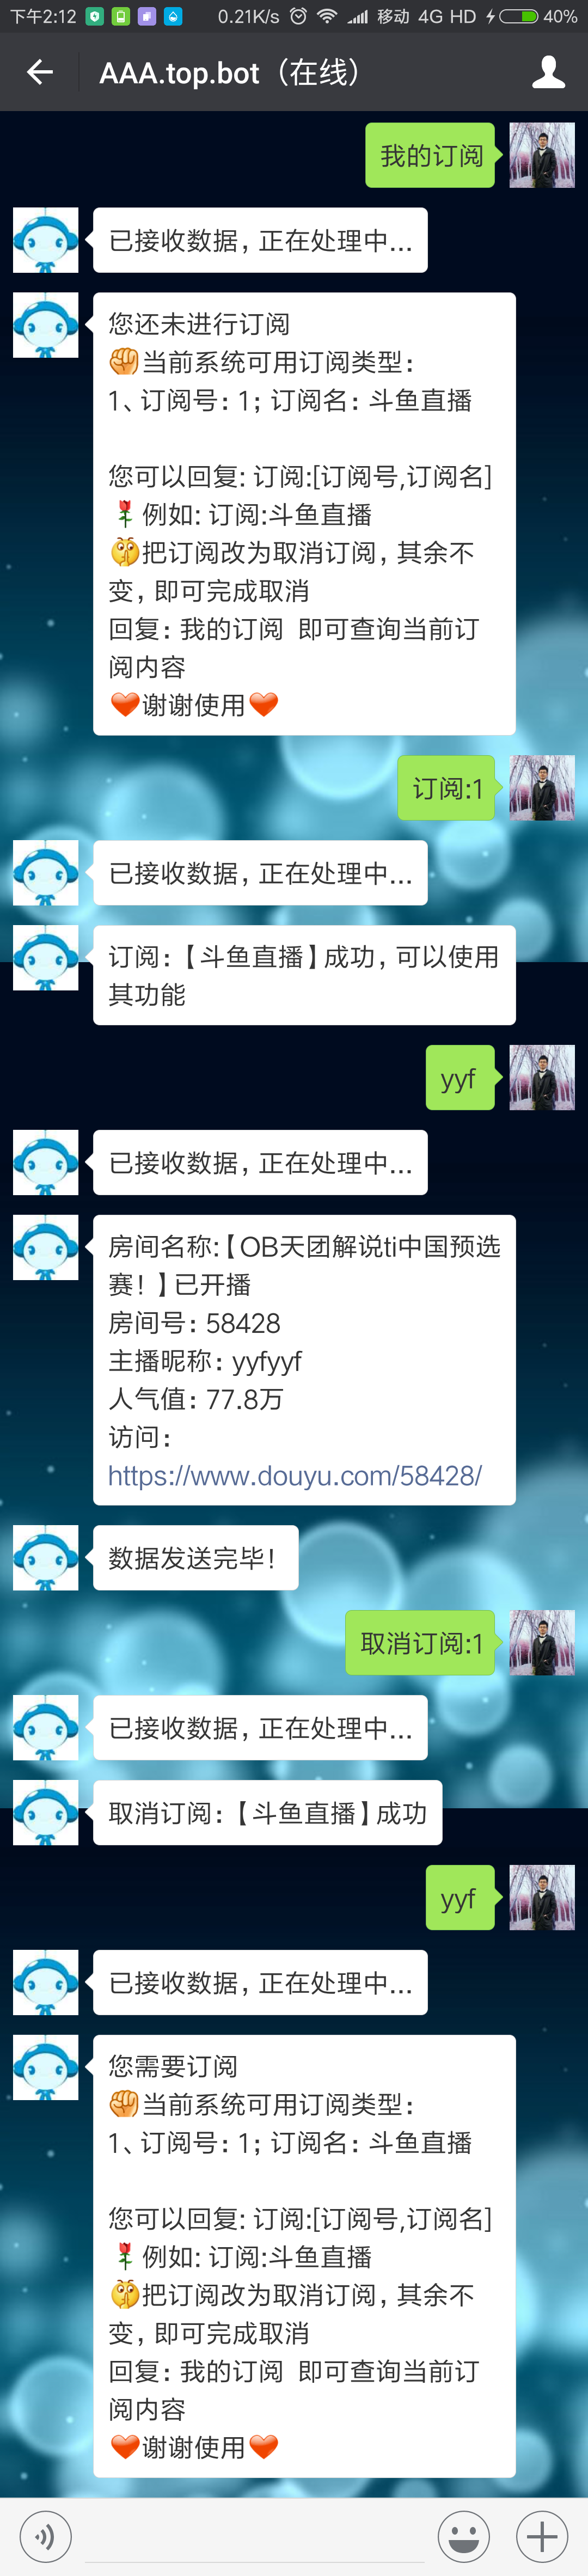 下午2:12 0.21K/s 移动 4G HD 40%
AAA.top.bot（在线）
我的订阅
已接收数据，正在处理中...
您还未进行订阅
✊当前系统可用订阅类型：
1、订阅号：1；订阅名：斗鱼直播
您可以回复: 订阅:[订阅号,订阅名]
🌹例如: 订阅:斗鱼直播
🤫把订阅改为取消订阅，其余不
变，即可完成取消
回复：我的订阅 即可查询当前订
阅内容
❤️谢谢使用❤️
订阅:1
已接收数据，正在处理中...
订阅：【斗鱼直播】成功，可以使用
其功能
yyf
已接收数据，正在处理中...
房间名称:【OB天团解说ti中国预选
赛！】已开播
房间号：58428
主播昵称：yyfyyf
人气值：77.8万
访问：
https://www.douyu.com/58428/
数据发送完毕！
取消订阅:1
已接收数据，正在处理中...
取消订阅：【斗鱼直播】成功
yyf
已接收数据，正在处理中...
您需要订阅
✊当前系统可用订阅类型：
1、订阅号：1；订阅名：斗鱼直播
您可以回复: 订阅:[订阅号,订阅名]
🌹例如: 订阅:斗鱼直播
🤫把订阅改为取消订阅，其余不
变，即可完成取消
回复：我的订阅 即可查询当前订
阅内容
❤️谢谢使用❤️